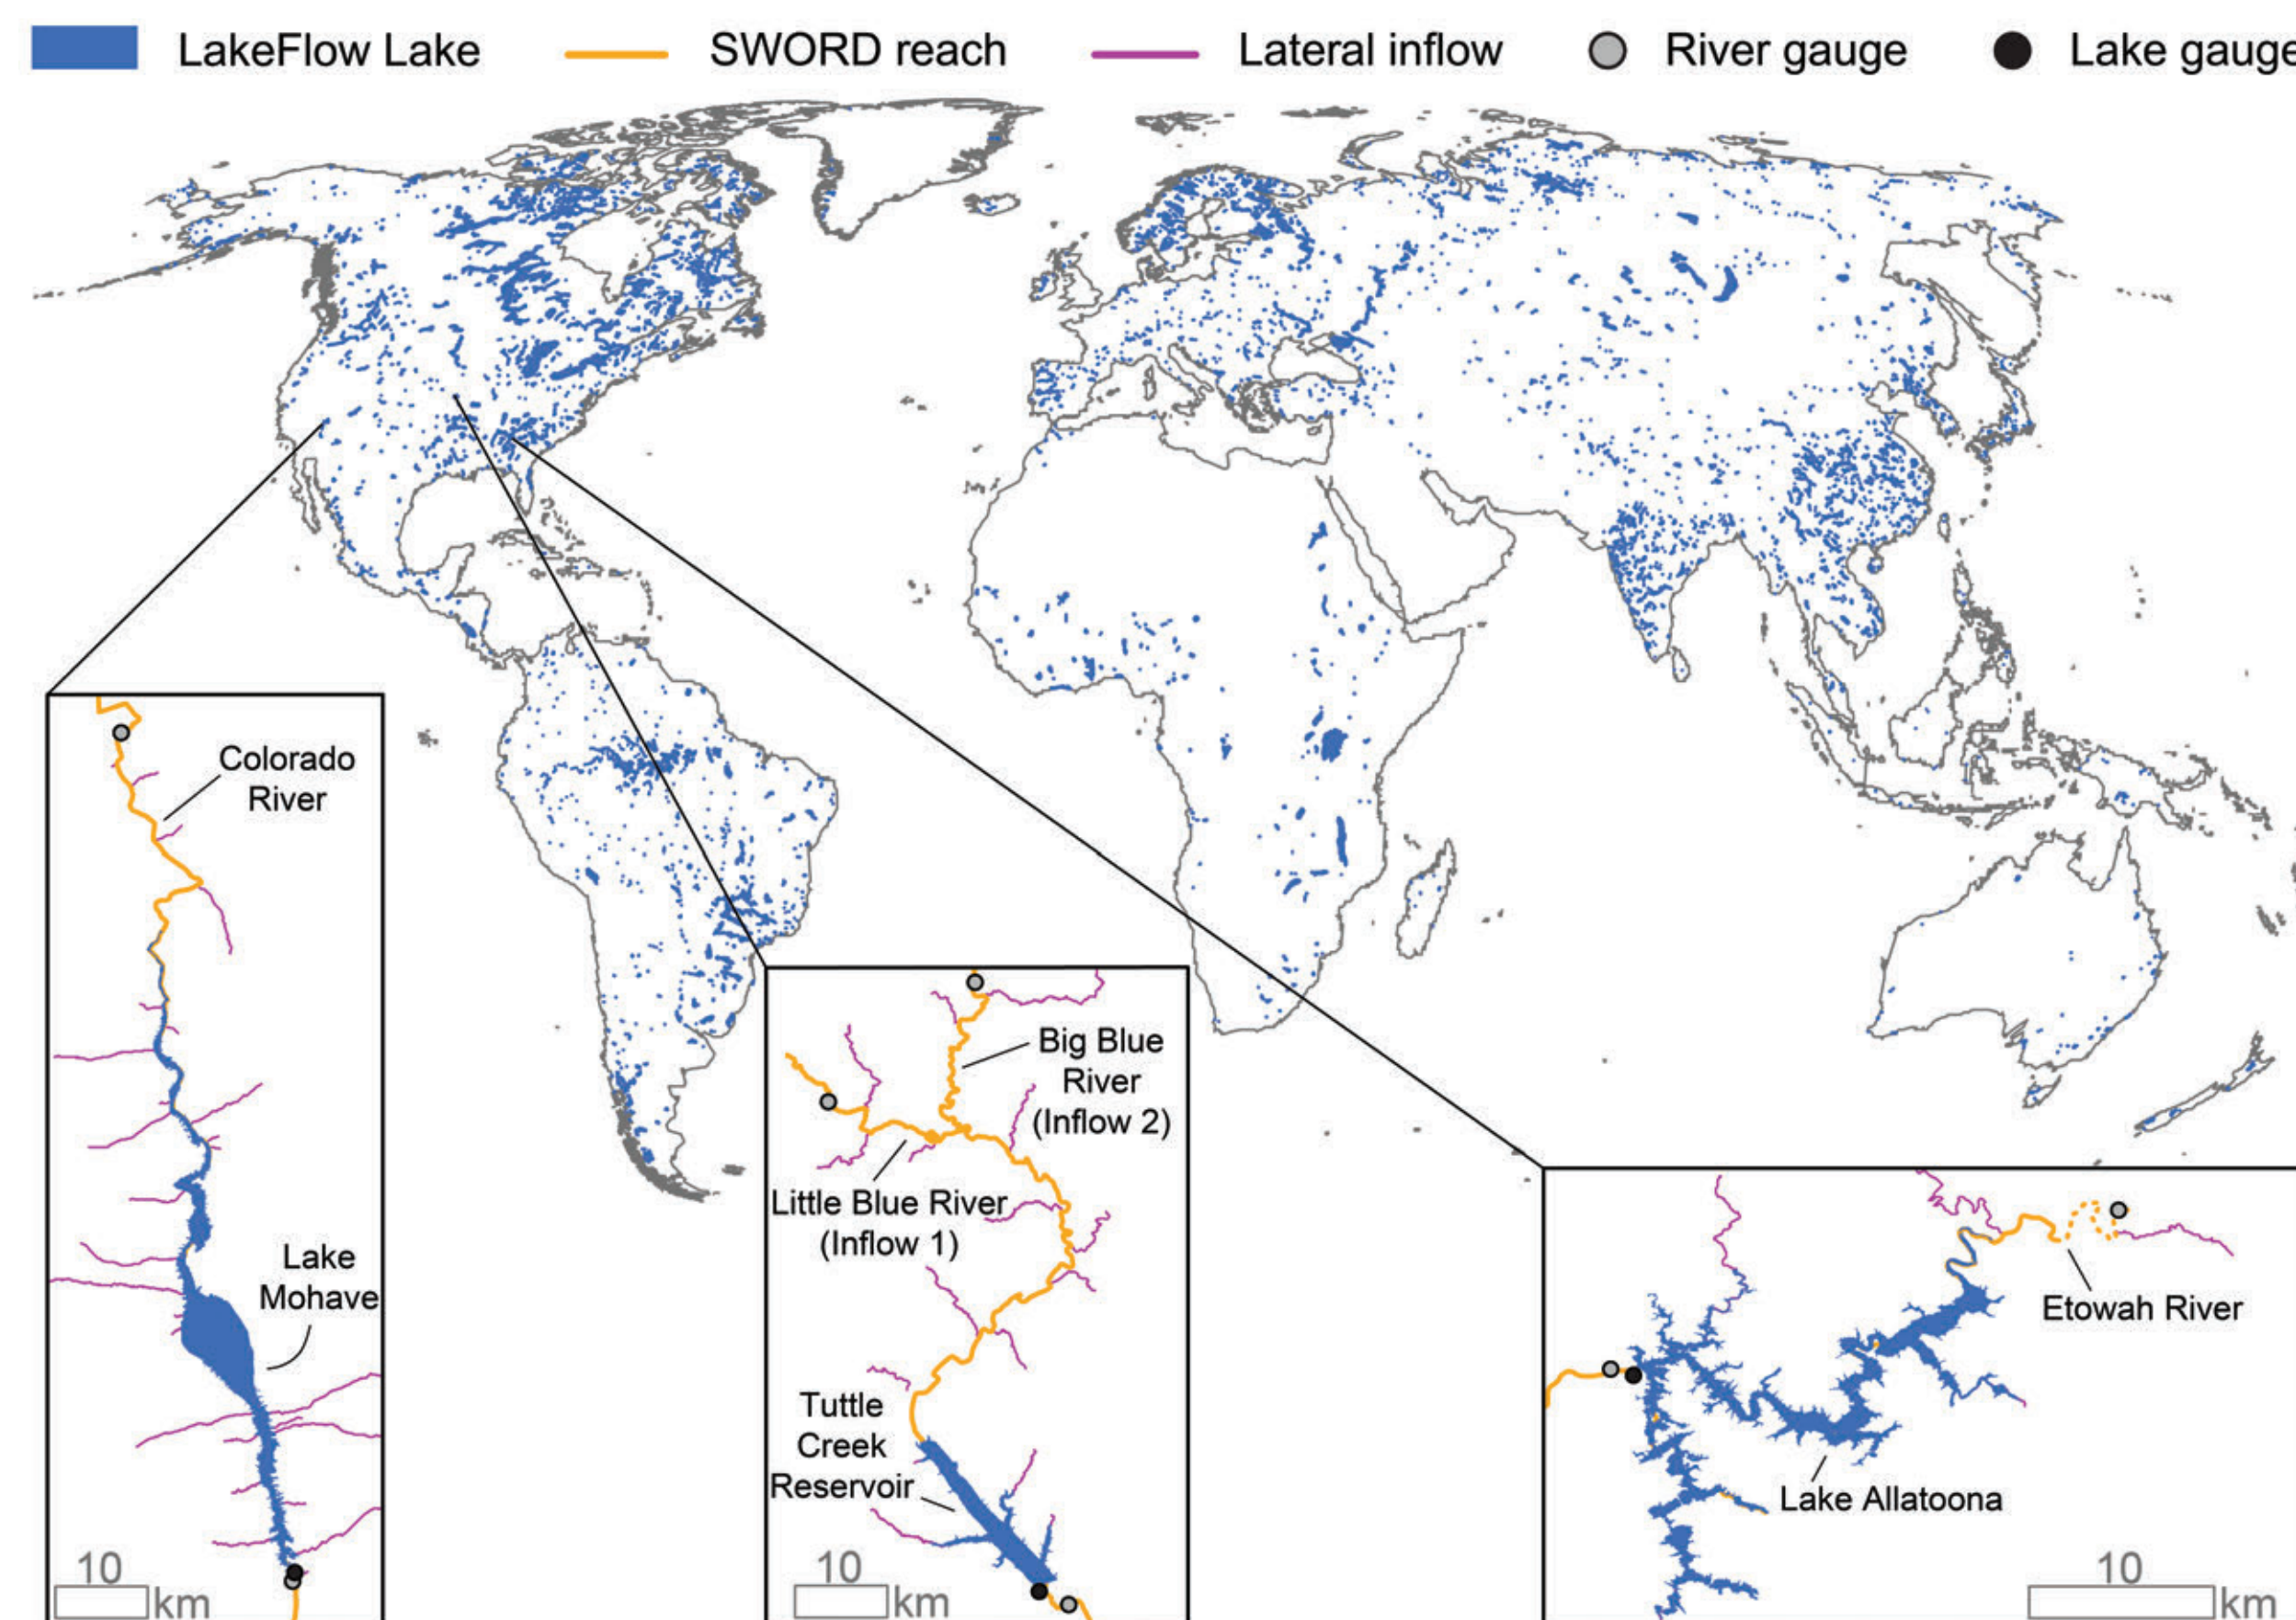 LakeFlow Lake
SWORD reach
Lateral inflow
River gauge
Lake gauge
Colorado
River
Lake
Mohave
10
km
Big Blue
River
(Inflow 2)
Little Blue River
(Inflow 1)
Tuttle
Creek
Reservoir
10
km
Etowah River
Lake Allatoona
10
km